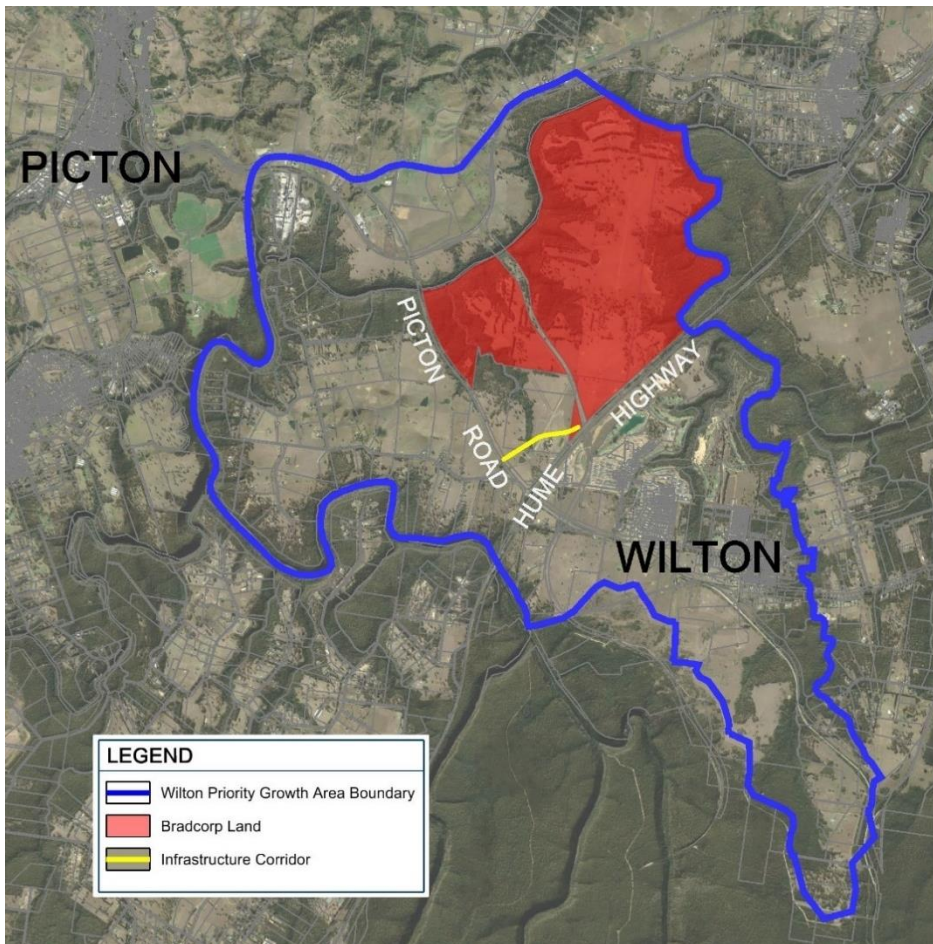 PICTON
PICTON
ROAD
HUME
HIGHWAY
WILTON
LEGEND
Wilton Priority Growth Area Boundary
Bradcorp Land
Infrastructure Corridor